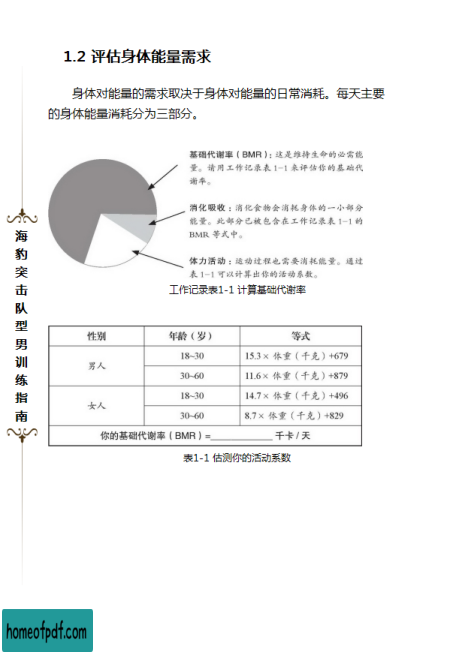 1.2 评估身体能量需求
身体对能量的需求取决于身体对能量的日常消耗。每天主要
的身体能量消耗分为三部分。
基础代谢率（BMR）：这是维持生命的必需能
量。请用工作记录表 1-1 来评估你的基础代
谢率。
消化吸收：消化食物会消耗身体的一小部分
能量。此部分已被包含在工作记录表 1-1 的
BMR 等式中。
体力活动：运动过程也需要消耗能量。通过
表 1-1 可以计算出你的活动系数。
工作记录表1-1 计算基础代谢率
海豹突击队型男训练指南
性别 年龄（岁） 等式
男人 18~30 15.3× 体重（千克）+679
30~60 11.6× 体重（千克）+879
女人 18~30 14.7× 体重（千克）+496
30~60 8.7× 体重（千克）+829
你的基础代谢率（BMR）=____________ 千卡 / 天
表1-1 估测你的活动系数
homeofpdf.com